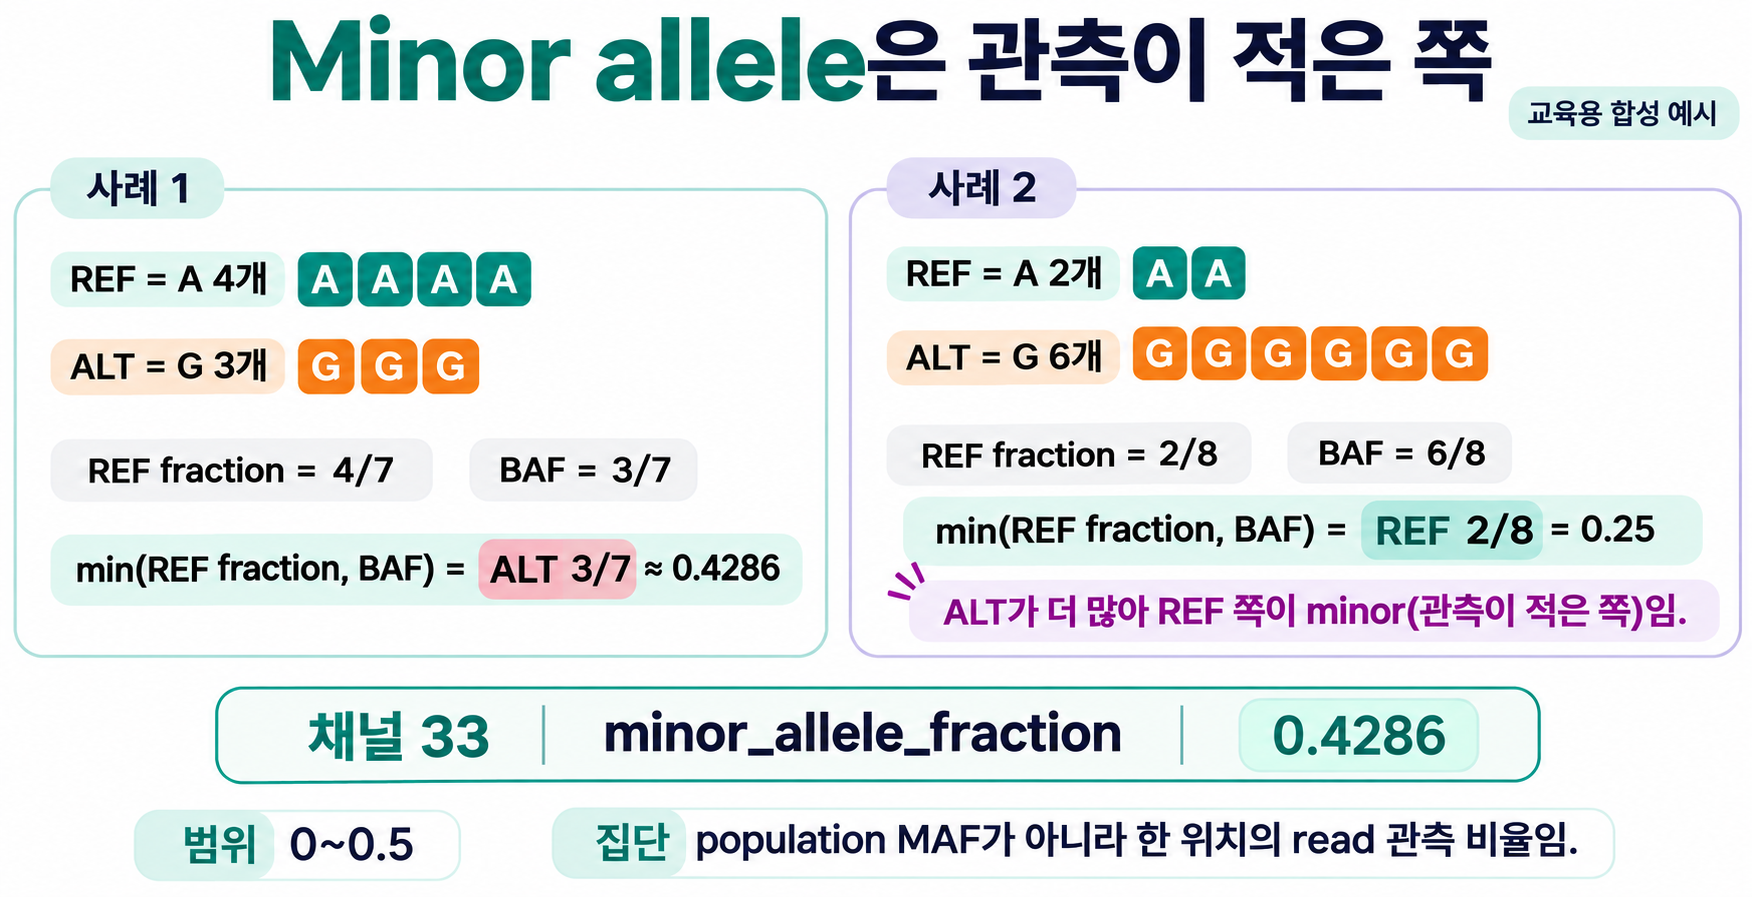 Minor allele은 관측이 적은 쪽
교육용 합성 예시
사례 1
REF = A 4개 A A A A
ALT = G 3개 G G G
REF fraction = 4/7 BAF = 3/7
min(REF fraction, BAF) = ALT 3/7 ≈ 0.4286
사례 2
REF = A 2개 A A
ALT = G 6개 G G G G G G
REF fraction = 2/8 BAF = 6/8
min(REF fraction, BAF) = REF 2/8 = 0.25
ALT가 더 많아 REF 쪽이 minor(관측이 적은 쪽)임.
채널 33 minor_allele_fraction 0.4286
범위 0~0.5
집단 population MAF가 아니라 한 위치의 read 관측 비율임.